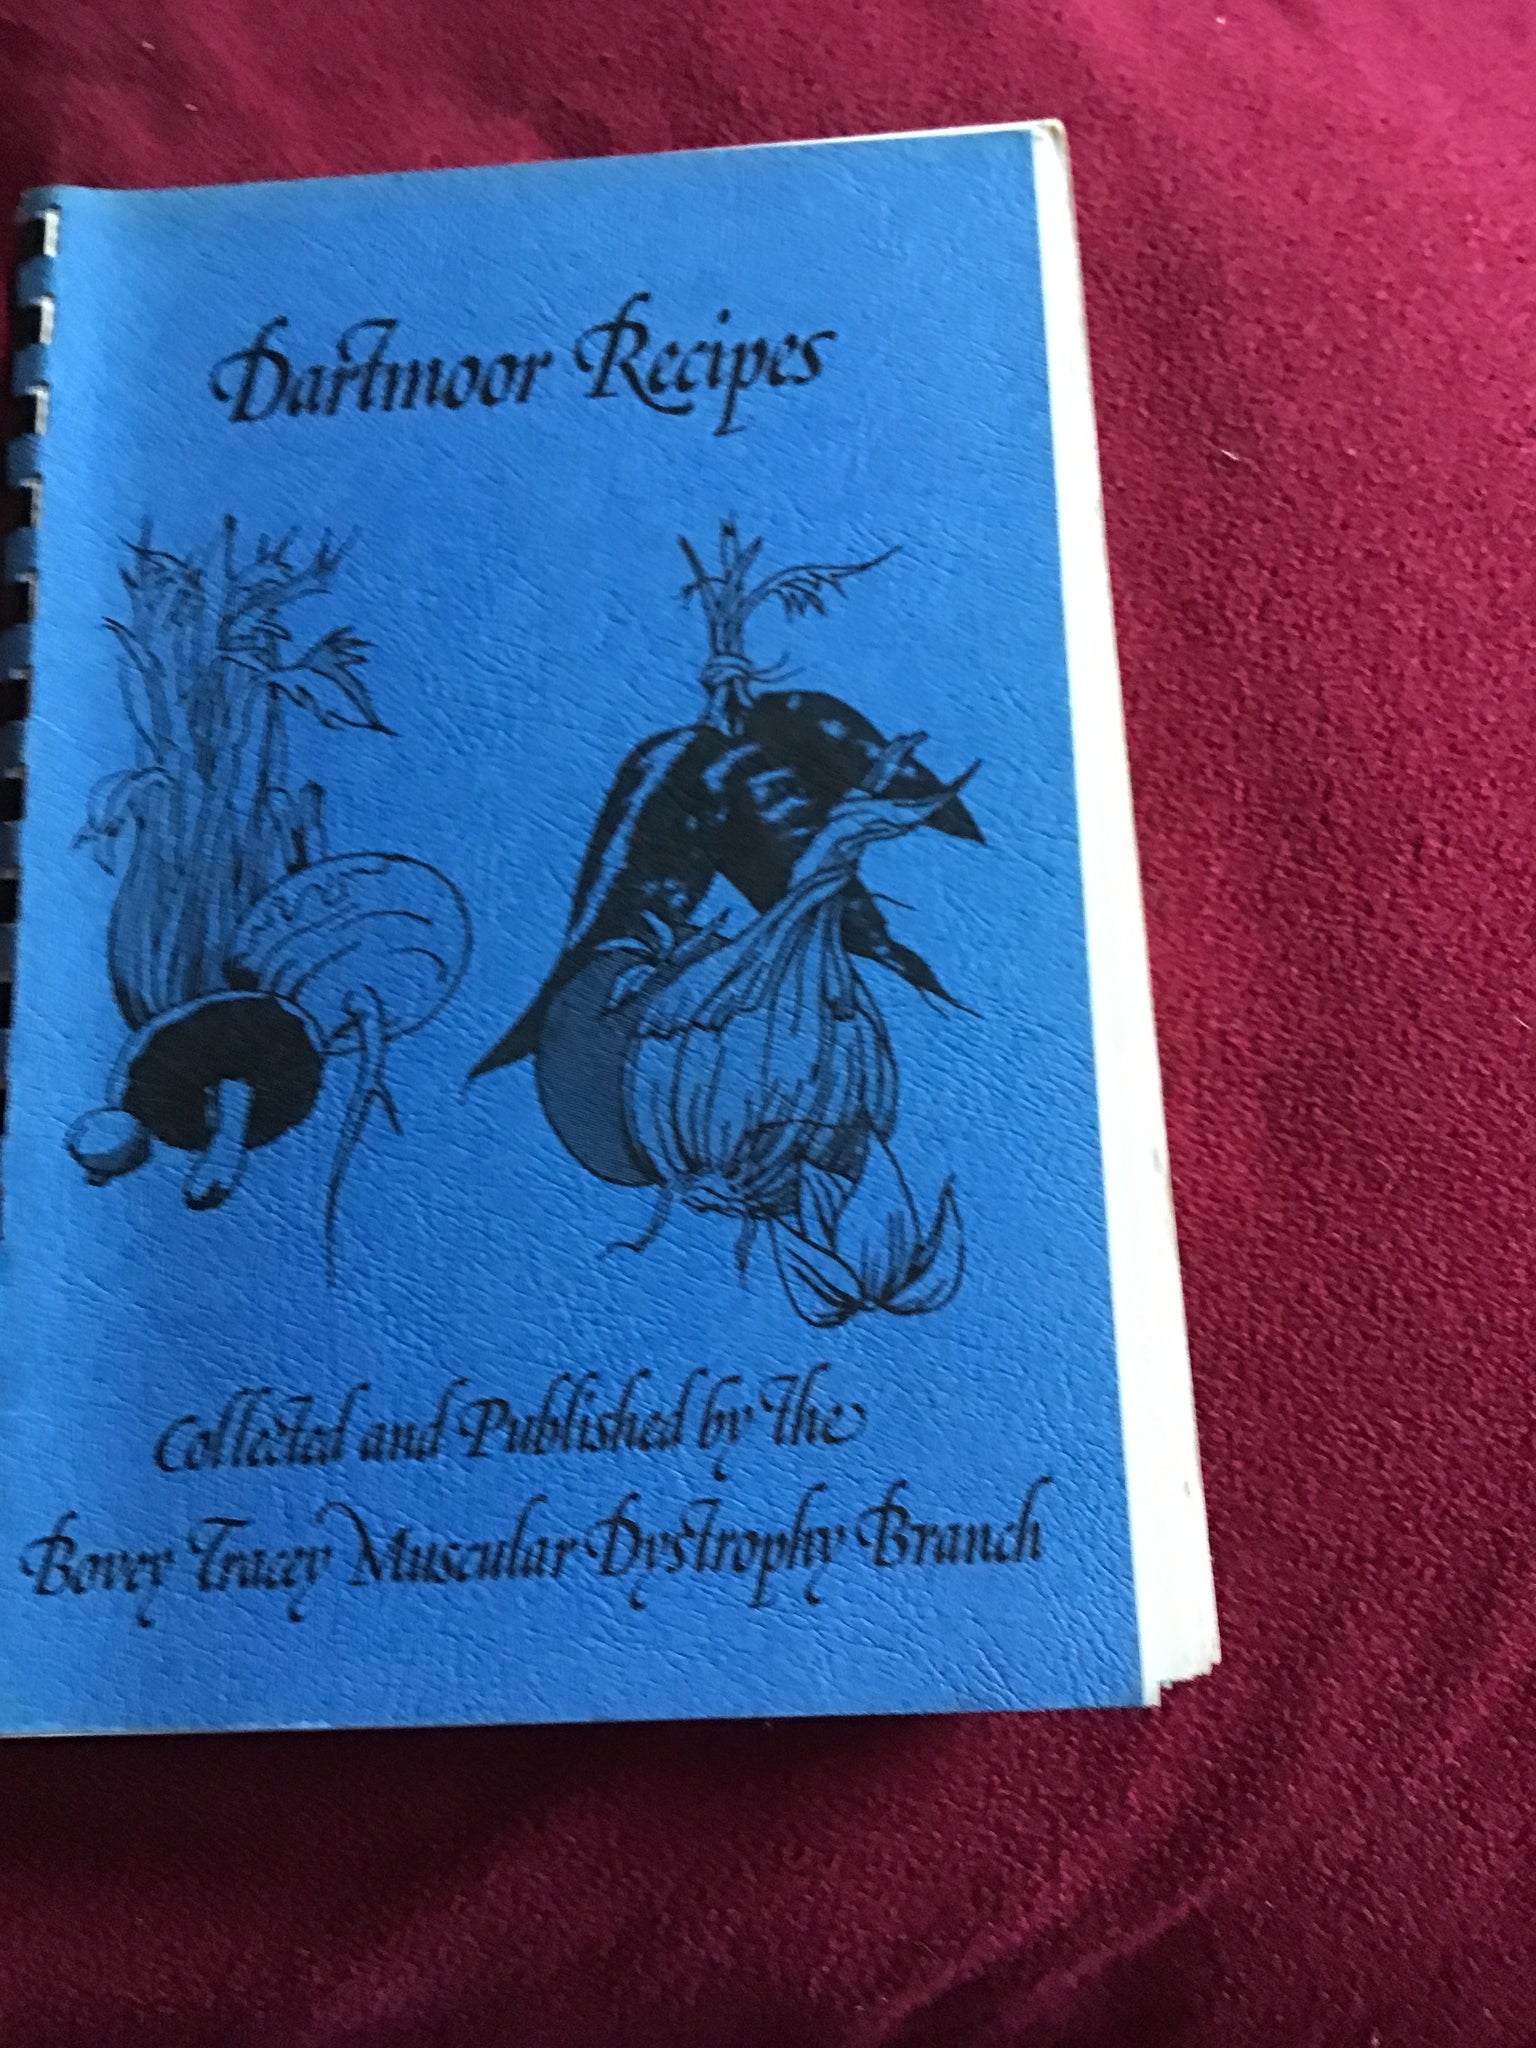 Dartmoor Recipes
Collected and Published by The
Bovey Tracey Muscular Dystrophy Branch